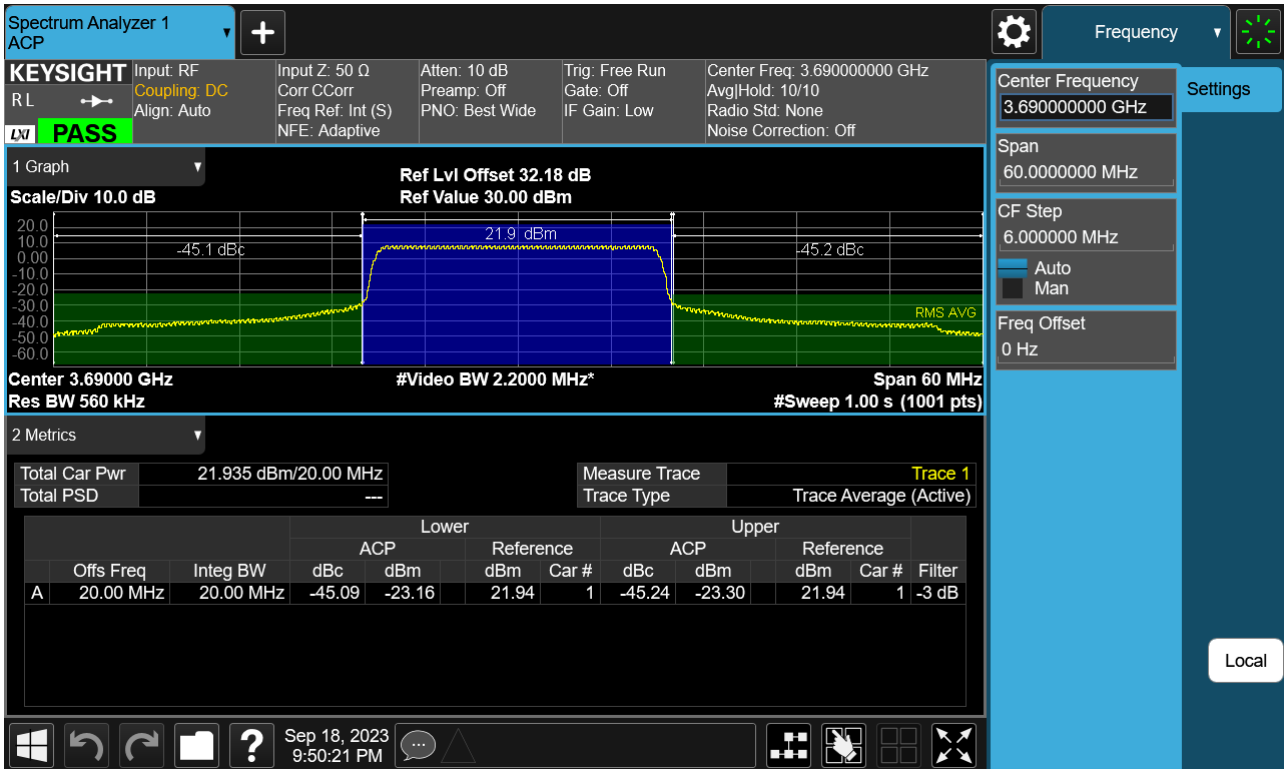 Spectrum Analyzer 1
ACP
Frequency
KEYSIGHT
R L
LXI
PASS
Input: RF
Coupling: DC
Align: Auto
Input Z: 50 Ω
Corr CCorr
Freq Ref: Int (S)
NFE: Adaptive
Atten: 10 dB
Preamp: Off
PNO: Best Wide
Trig: Free Run
Gate: Off
IF Gain: Low
Center Freq: 3.690000000 GHz
Avg|Hold: 10/10
Radio Std: None
Noise Correction: Off
Center Frequency
3.690000000 GHz
Settings
Span
60.0000000 MHz
CF Step
6.000000 MHz
Auto
Man
Freq Offset
0 Hz
Local
1 Graph
Scale/Div 10.0 dB
Ref Lvl Offset 32.18 dB
Ref Value 30.00 dBm
20.0
10.0
0.00
-10.0
-20.0
-30.0
-40.0
-50.0
-60.0
-45.1 dBc
21.9 dBm
-45.2 dBc
RMS AVG
Center 3.69000 GHz
#Video BW 2.2000 MHz*
Span 60 MHz
Res BW 560 kHz
#Sweep 1.00 s (1001 pts)
2 Metrics
Total Car Pwr 21.935 dBm/20.00 MHz
Total PSD ---
Measure Trace Trace 1
Trace Type Trace Average (Active)
Lower Upper
ACP Reference ACP Reference
Offs Freq Integ BW dBc dBm dBm Car # dBc dBm dBm Car # Filter
A 20.00 MHz 20.00 MHz -45.09 -23.16 21.94 1 -45.24 -23.30 21.94 1 -3 dB
Sep 18, 2023
9:50:21 PM